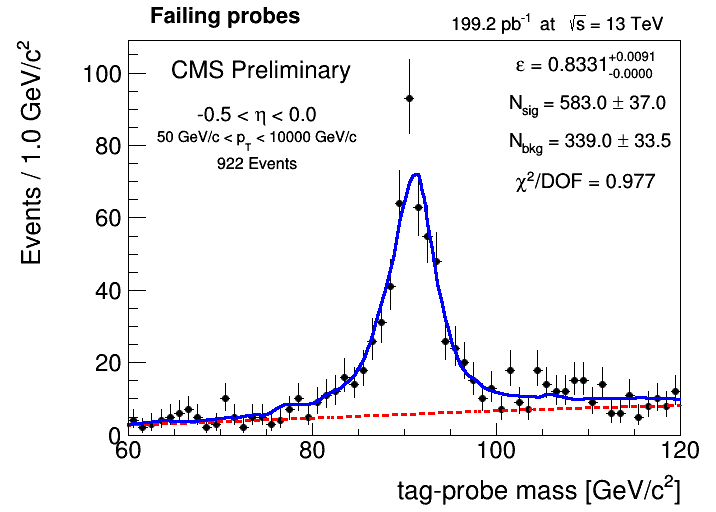 Failing probes
199.2 pb⁻¹ at √s = 13 TeV
CMS Preliminary
-0.5 < η < 0.0
50 GeV/c < p_T < 10000 GeV/c
922 Events
ε = 0.8331 +0.0091 -0.0000
N_sig = 583.0 ± 37.0
N_bkg = 339.0 ± 33.5
χ²/DOF = 0.977
Events / 1.0 GeV/c²
100
80
60
40
20
0
60 80 100 120
tag-probe mass [GeV/c²]